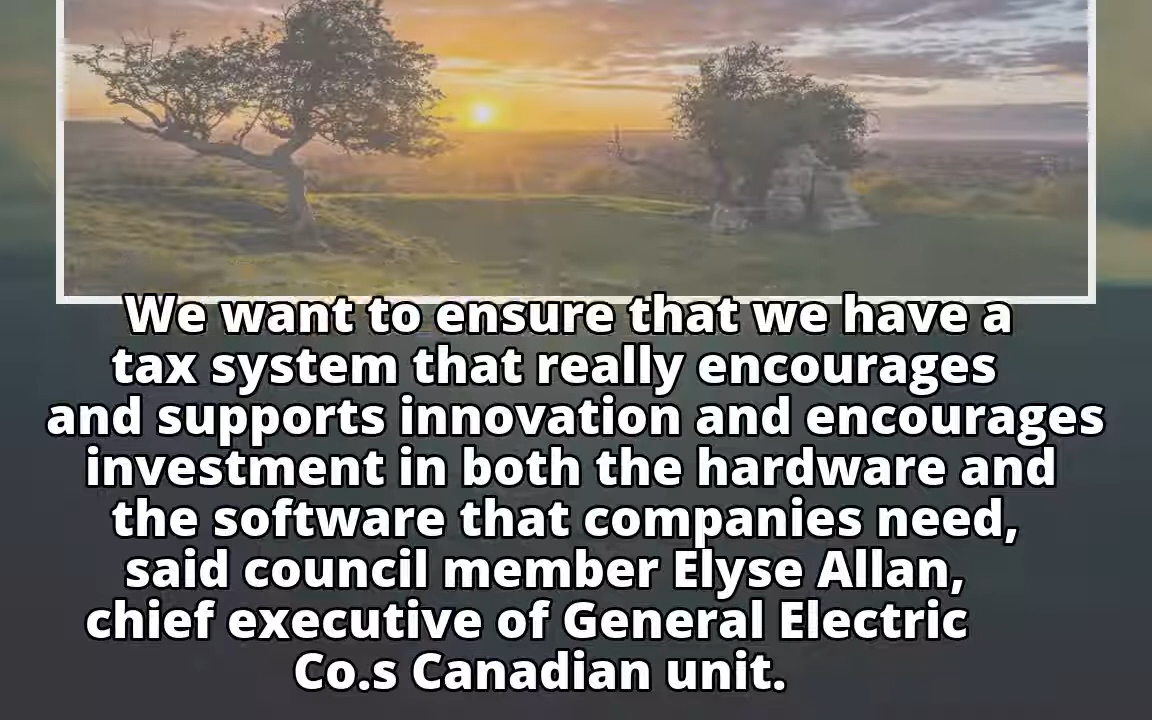 We want to ensure that we have a
tax system that really encourages
and supports innovation and encourages
investment in both the hardware and
the software that companies need,
said council member Elyse Allan,
chief executive of General Electric
Co.s Canadian unit.